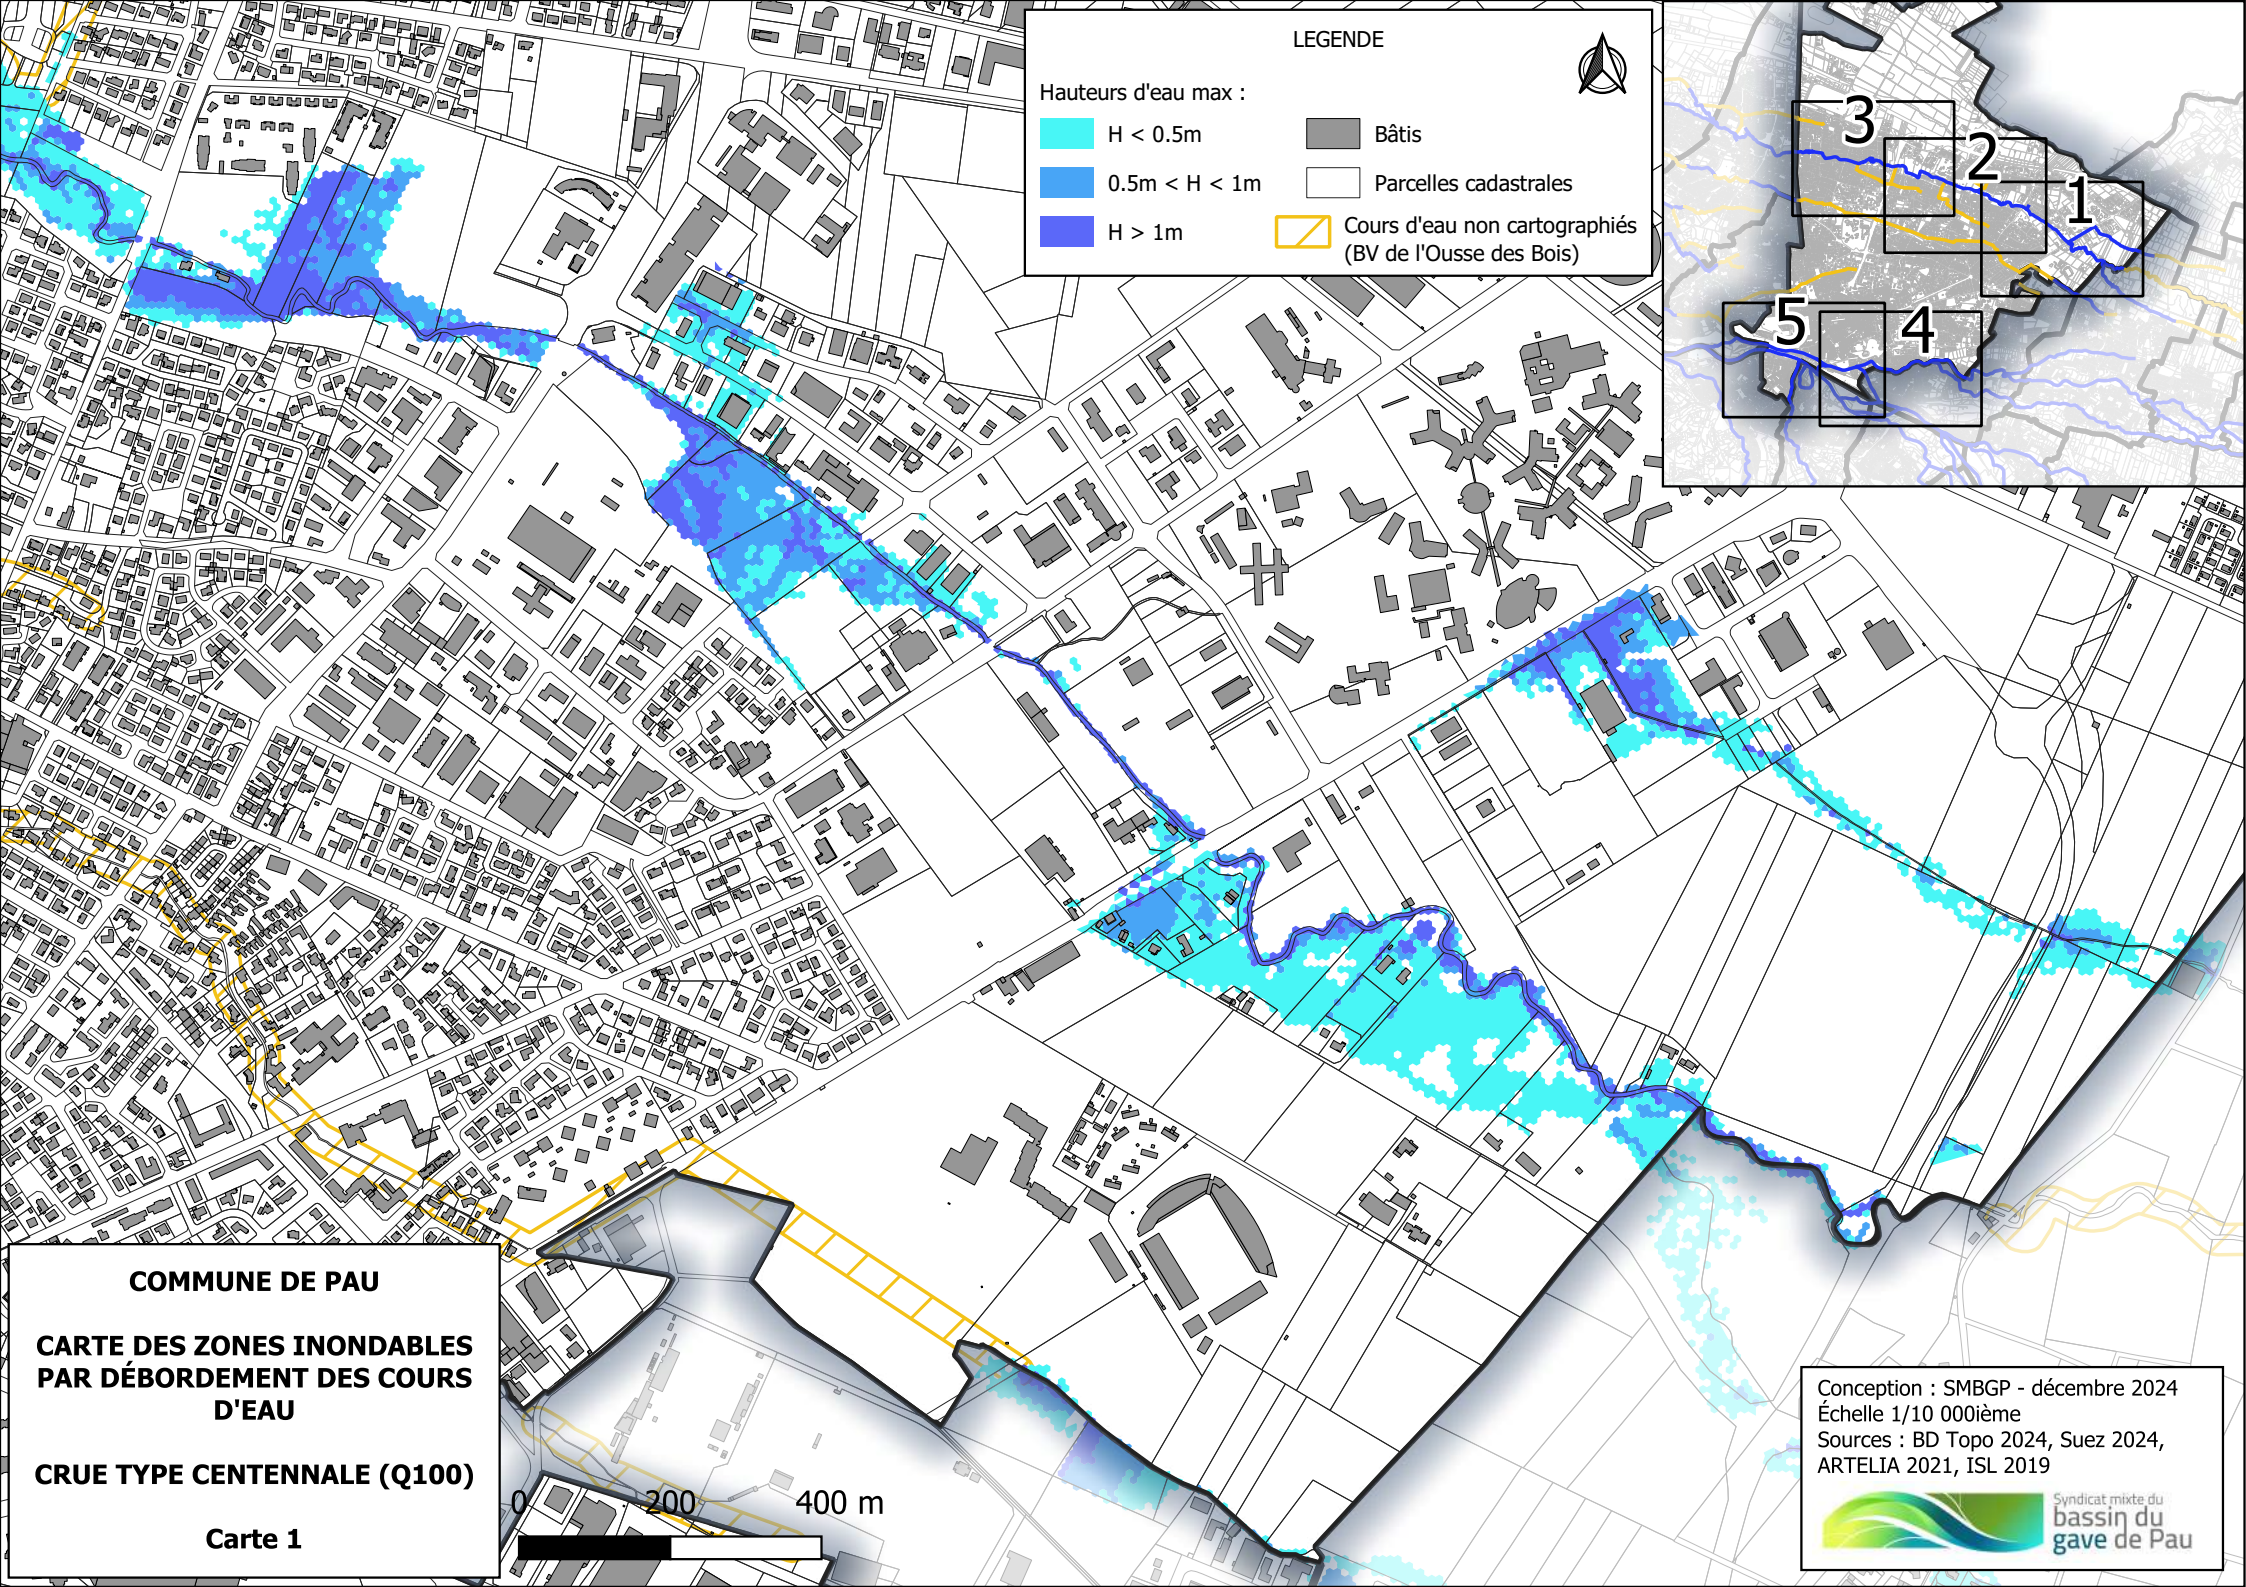 LEGENDE
Hauteurs d'eau max :
H < 0.5m
0.5m < H < 1m
H > 1m
Bâtis
Parcelles cadastrales
Cours d'eau non cartographiés
(BV de l'Ousse des Bois)
3
2
1
5
4
COMMUNE DE PAU
CARTE DES ZONES INONDABLES
PAR DÉBORDEMENT DES COURS
D'EAU
CRUE TYPE CENTENNALE (Q100)
Carte 1
0 200 400 m
Conception : SMBGP - décembre 2024
Échelle 1/10 000ième
Sources : BD Topo 2024, Suez 2024,
ARTELIA 2021, ISL 2019
Syndicat mixte du
bassin du
gave de Pau